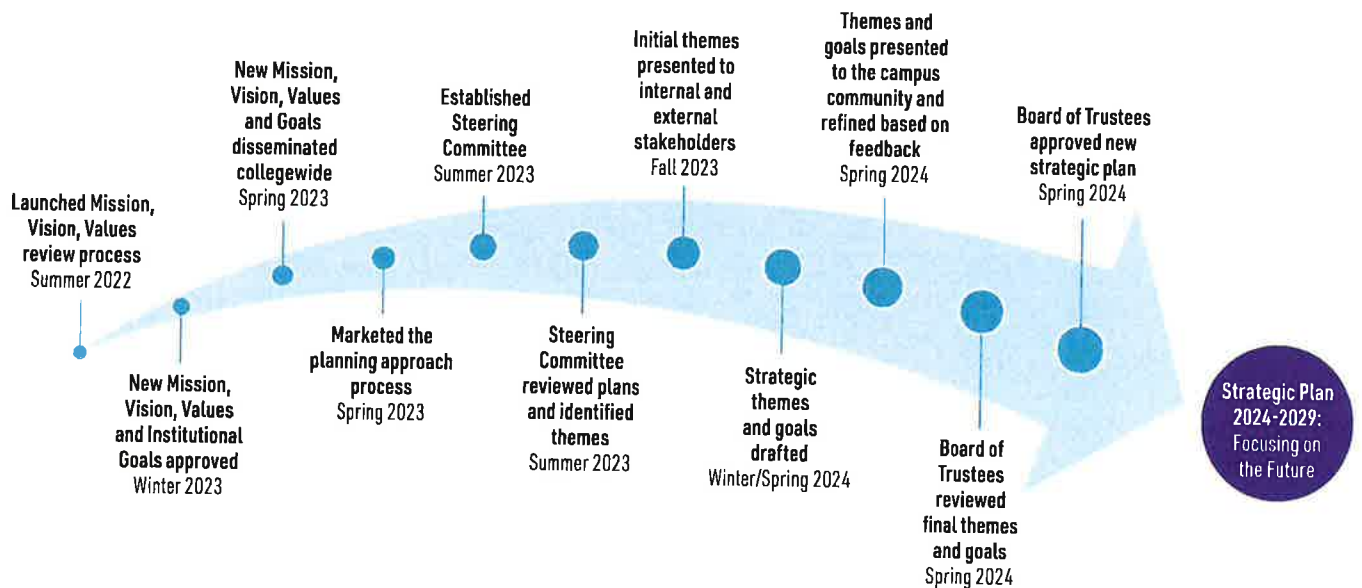 Launched Mission,
Vision, Values
review process
Summer 2022
New Mission,
Vision, Values
and Institutional
Goals approved
Winter 2023
New Mission,
Vision, Values
and Goals
disseminated
collegewide
Spring 2023
Marketed the
planning approach
process
Spring 2023
Established
Steering
Committee
Summer 2023
Steering
Committee
reviewed plans
and identified
themes
Summer 2023
Initial themes
presented to
internal and
external
stakeholders
Fall 2023
Strategic
themes
and goals
drafted
Winter/Spring 2024
Themes and
goals presented
to the campus
community and
refined based on
feedback
Spring 2024
Board of
Trustees
reviewed
final themes
and goals
Spring 2024
Board of Trustees
approved new
strategic plan
Spring 2024
Strategic Plan
2024-2029:
Focusing on
the Future